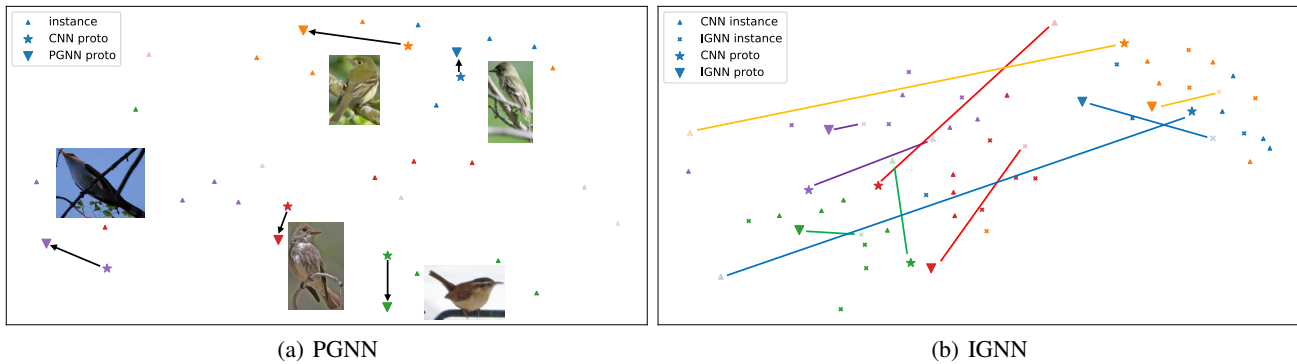 instance
CNN proto
PGNN proto
CNN instance
IGNN instance
CNN proto
IGNN proto
(a) PGNN
(b) IGNN